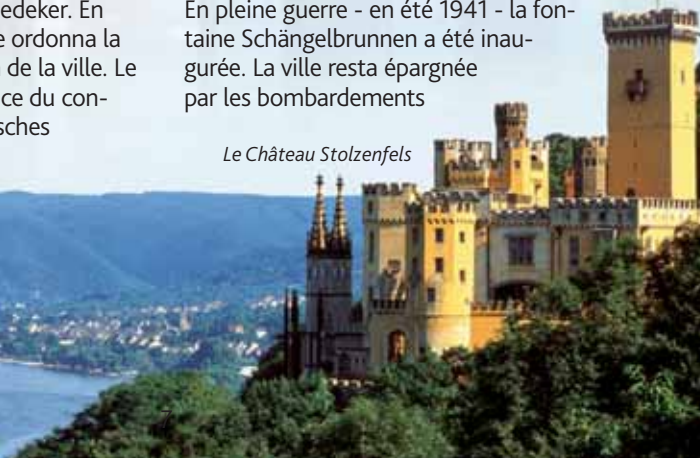 edeker. En
e ordonna la
de la ville. Le
ce du con-
sches
En pleine guerre - en été 1941 - la fon-
taine Schängelbrunnen a été inau-
gurée. La ville resta épargnée
par les bombardements
Le Château Stolzenfels